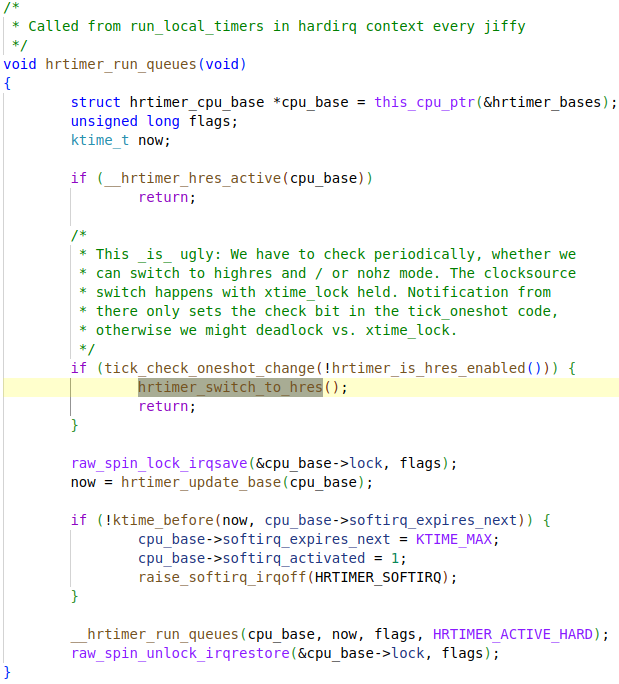 /*
 * Called from run_local_timers in hardirq context every jiffy
 */
void hrtimer_run_queues(void)
{
        struct hrtimer_cpu_base *cpu_base = this_cpu_ptr(&hrtimer_bases);
        unsigned long flags;
        ktime_t now;

        if (__hrtimer_hres_active(cpu_base))
                return;

        /*
         * This _is_ ugly: We have to check periodically, whether we
         * can switch to highres and / or nohz mode. The clocksource
         * switch happens with xtime_lock held. Notification from
         * there only sets the check bit in the tick_oneshot code,
         * otherwise we might deadlock vs. xtime_lock.
         */
        if (tick_check_oneshot_change(!hrtimer_is_hres_enabled())) {
                hrtimer_switch_to_hres();
                return;
        }

        raw_spin_lock_irqsave(&cpu_base->lock, flags);
        now = hrtimer_update_base(cpu_base);

        if (!ktime_before(now, cpu_base->softirq_expires_next)) {
                cpu_base->softirq_expires_next = KTIME_MAX;
                cpu_base->softirq_activated = 1;
                raise_softirq_irqoff(HRTIMER_SOFTIRQ);
        }

        __hrtimer_run_queues(cpu_base, now, flags, HRTIMER_ACTIVE_HARD);
        raw_spin_unlock_irqrestore(&cpu_base->lock, flags);
}